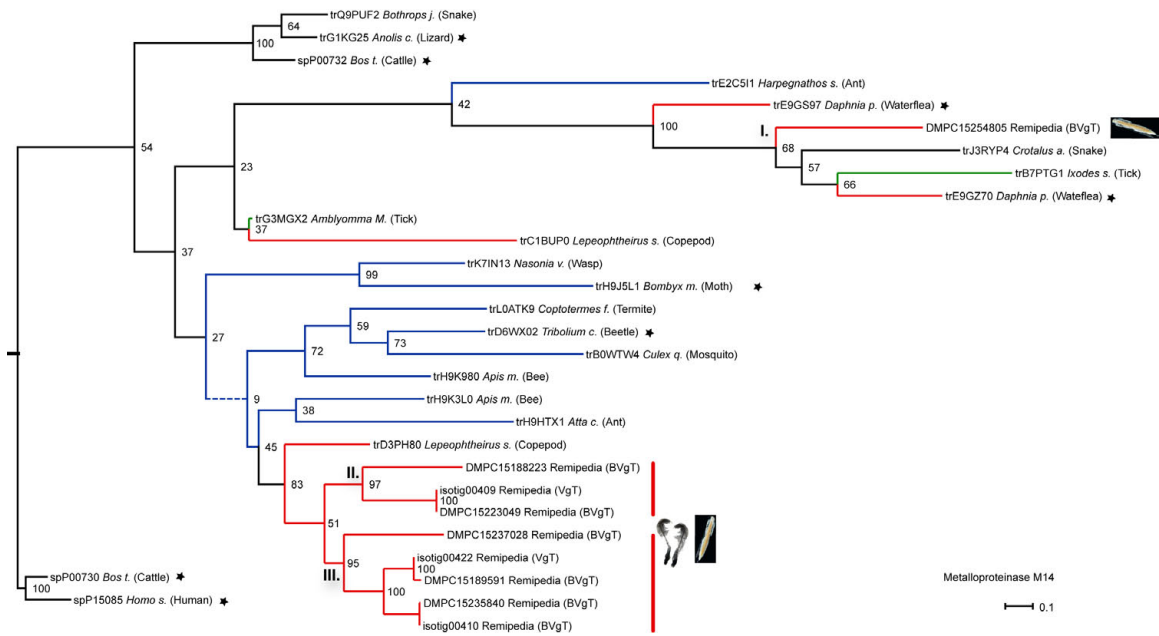 trQ9PUF2 Bothrops j. (Snake)
64
trG1KG25 Anolis c. (Lizard)
100
spP00732 Bos t. (Catlle)
trE2C5I1 Harpegnathos s. (Ant)
42
trE9GS97 Daphnia p. (Waterflea)
100
I.
DMPC15254805 Remipedia (BVgT)
68
54
trJ3RYP4 Crotalus a. (Snake)
57
23
trB7PTG1 Ixodes s. (Tick)
66
trE9GZ70 Daphnia p. (Wateflea)
trG3MGX2 Amblyomma M. (Tick)
37
trC1BUP0 Lepeophtheirus s. (Copepod)
37
trK7IN13 Nasonia v. (Wasp)
99
trH9J5L1 Bombyx m. (Moth)
trL0ATK9 Coptotermes f. (Termite)
59
trD6WX02 Tribolium c. (Beetle)
27
73
72
trB0WTW4 Culex q. (Mosquito)
trH9K980 Apis m. (Bee)
9
trH9K3L0 Apis m. (Bee)
38
trH9HTX1 Atta c. (Ant)
45
trD3PH80 Lepeophtheirus s. (Copepod)
DMPC15188223 Remipedia (BVgT)
II.
83
97
isotig00409 Remipedia (VgT)
100
DMPC15223049 Remipedia (BVgT)
51
DMPC15237028 Remipedia (BVgT)
95
isotig00422 Remipedia (VgT)
III.
100
spP00730 Bos t. (Cattle)
DMPC15189591 Remipedia (BVgT)
Metalloproteinase M14
100
100
spP15085 Homo s. (Human)
DMPC15235840 Remipedia (BVgT)
0.1
isotig00410 Remipedia (BVgT)